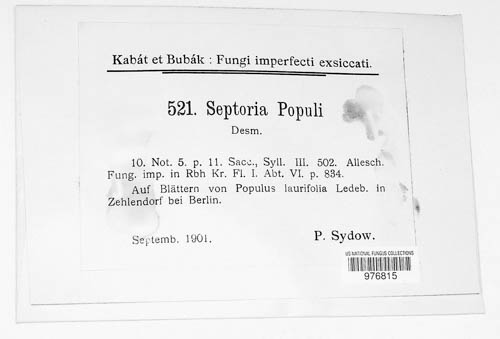 Kabát et Bubák : Fungi imperfecti exsiccati.
521. Septoria Populi
Desm.
10. Not. 5. p. 11. Sacc., Syll. III. 502. Allesch.
Fung. imp. in Rbh Kr. Fl. I. Abt. VI. p. 834.
Auf Blättern von Populus laurifolia Ledeb. in
Zehlendorf bei Berlin.
Septemb. 1901.
P. Sydow.
US NATIONAL FUNGUS COLLECTIONS
976815